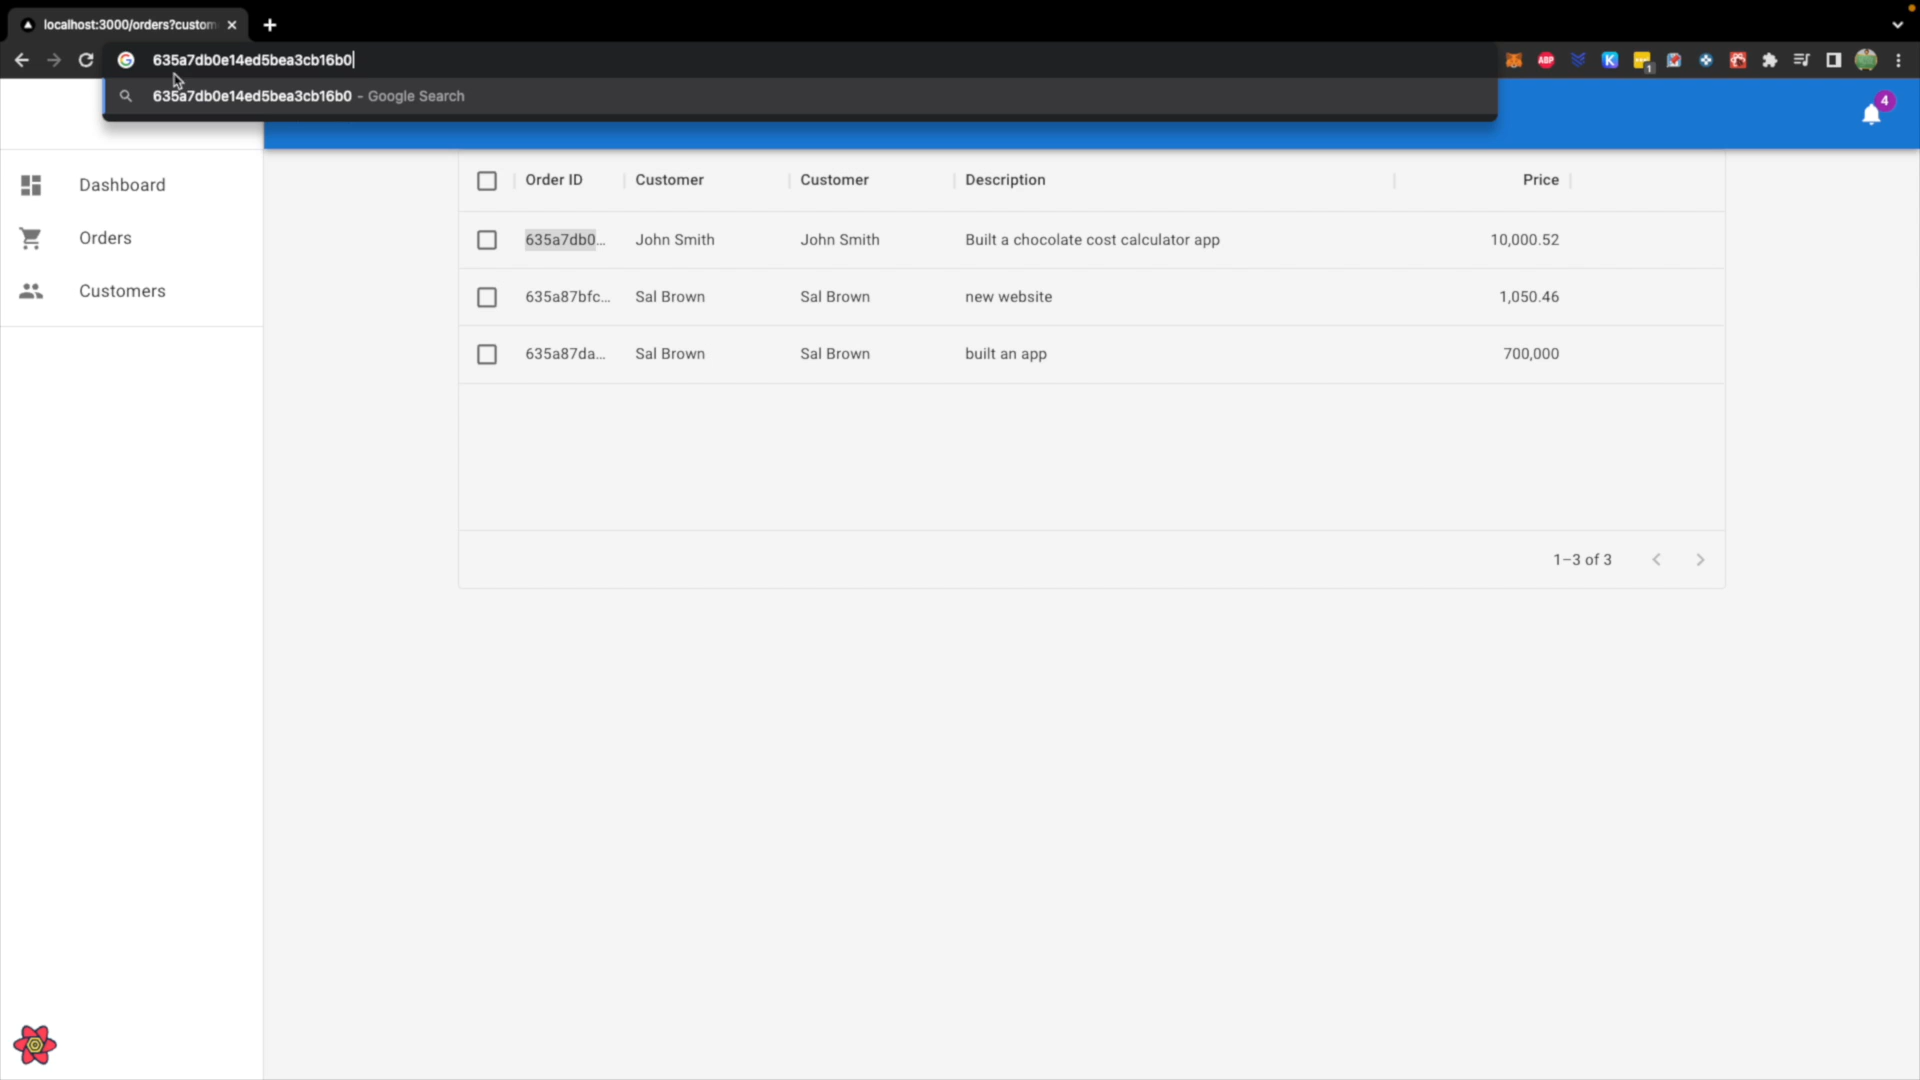 localhost:3000/orders?custom
635a7db0e14ed5bea3cb16b0
635a7db0e14ed5bea3cb16b0 - Google Search
ABP
K
1
4
Dashboard
Orders
Customers
Order ID Customer Customer Description Price
635a7db0... John Smith John Smith Built a chocolate cost calculator app 10,000.52
635a87bfc... Sal Brown Sal Brown new website 1,050.46
635a87da... Sal Brown Sal Brown built an app 700,000
1–3 of 3